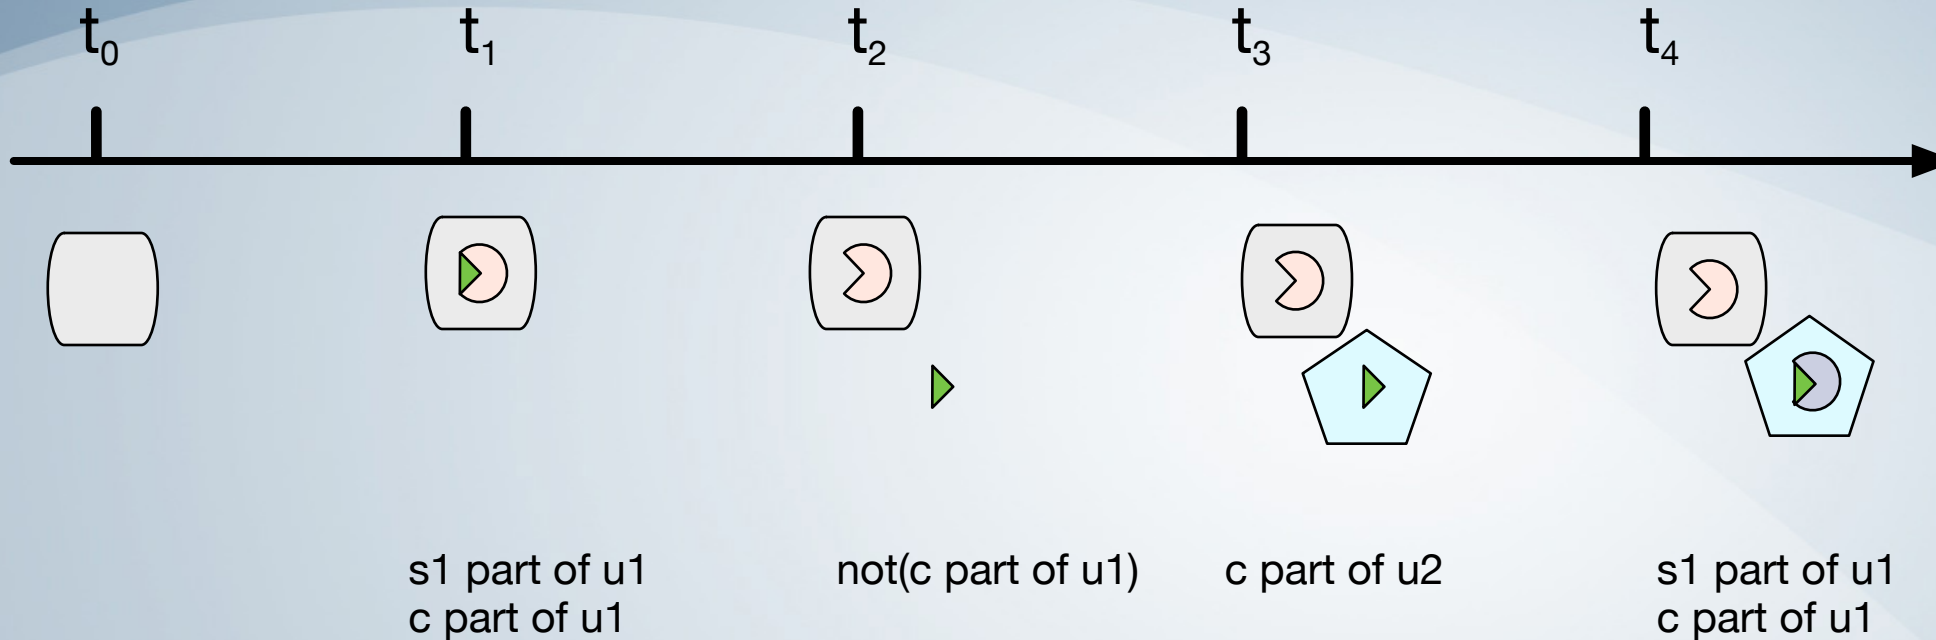 t0 t1 t2 t3 t4
s1 part of u1 not(c part of u1) c part of u2 s1 part of u1
c part of u1 c part of u1